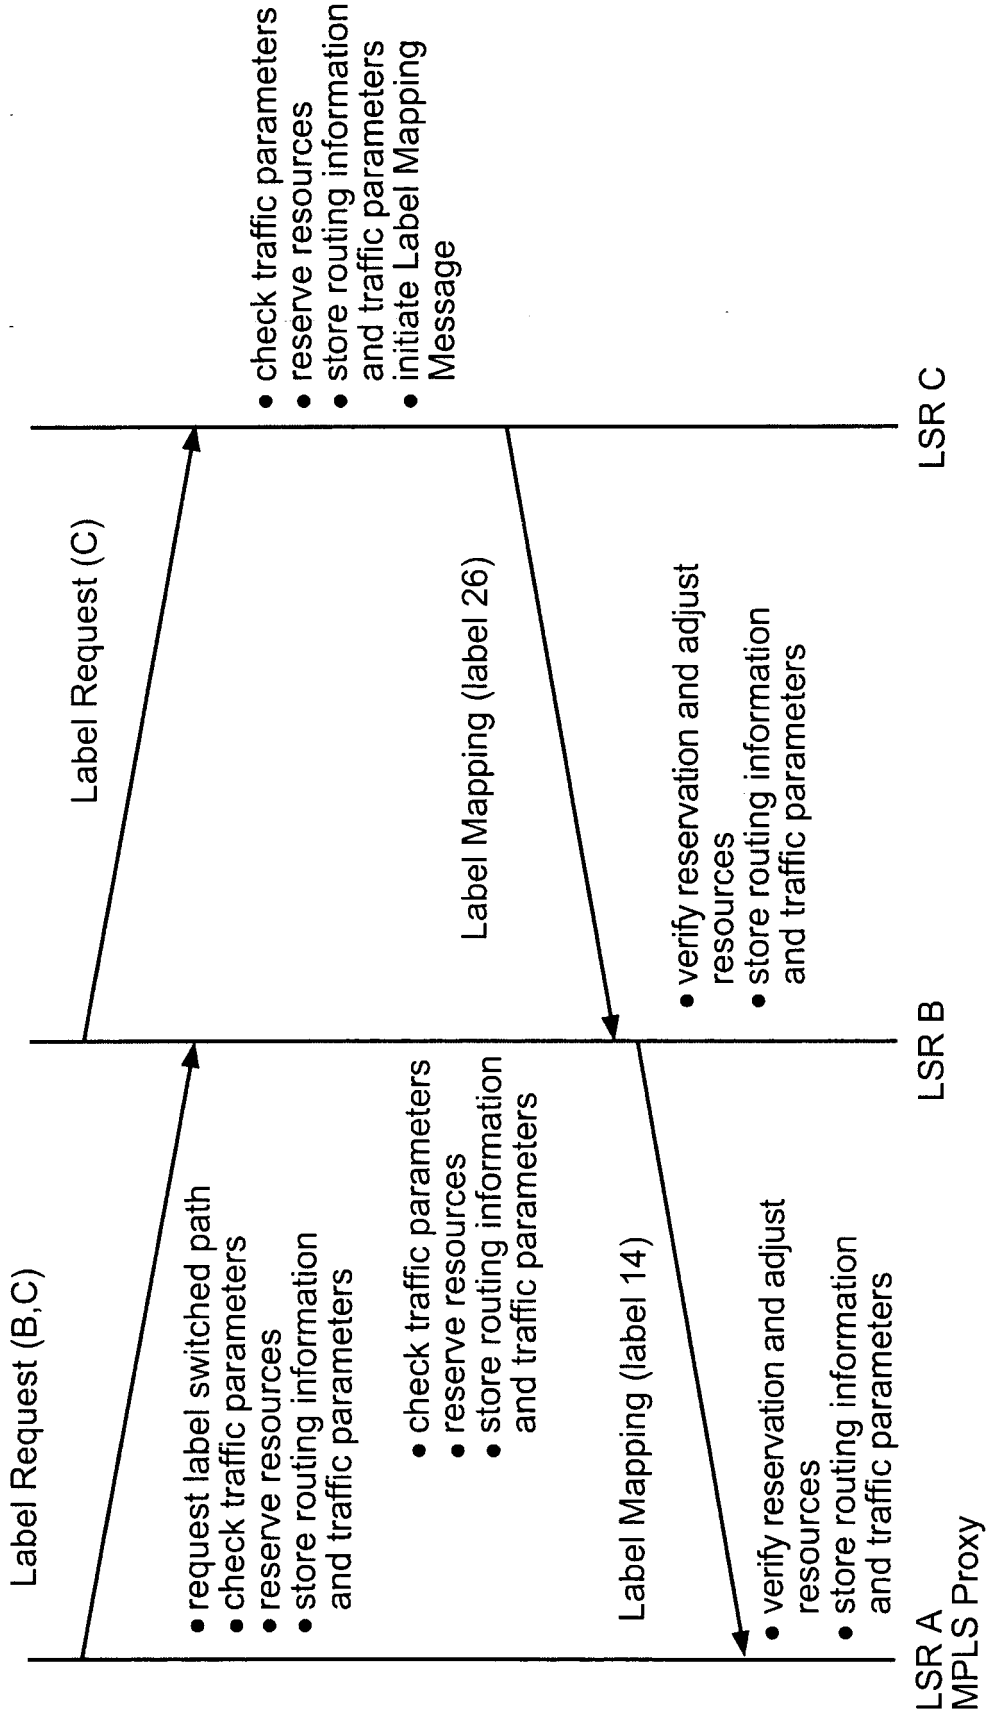 Label Request (B,C)
Label Request (C)
• request label switched path
• check traffic parameters
• reserve resources
• store routing information
and traffic parameters
• check traffic parameters
• reserve resources
• store routing information
and traffic parameters
• initiate Label Mapping
Message
• check traffic parameters
• reserve resources
• store routing information
and traffic parameters
Label Mapping (label 26)
Label Mapping (label 14)
• verify reservation and adjust
resources
• store routing information
and traffic parameters
• verify reservation and adjust
resources
• store routing information
and traffic parameters
LSR A
MPLS Proxy
LSR B
LSR C